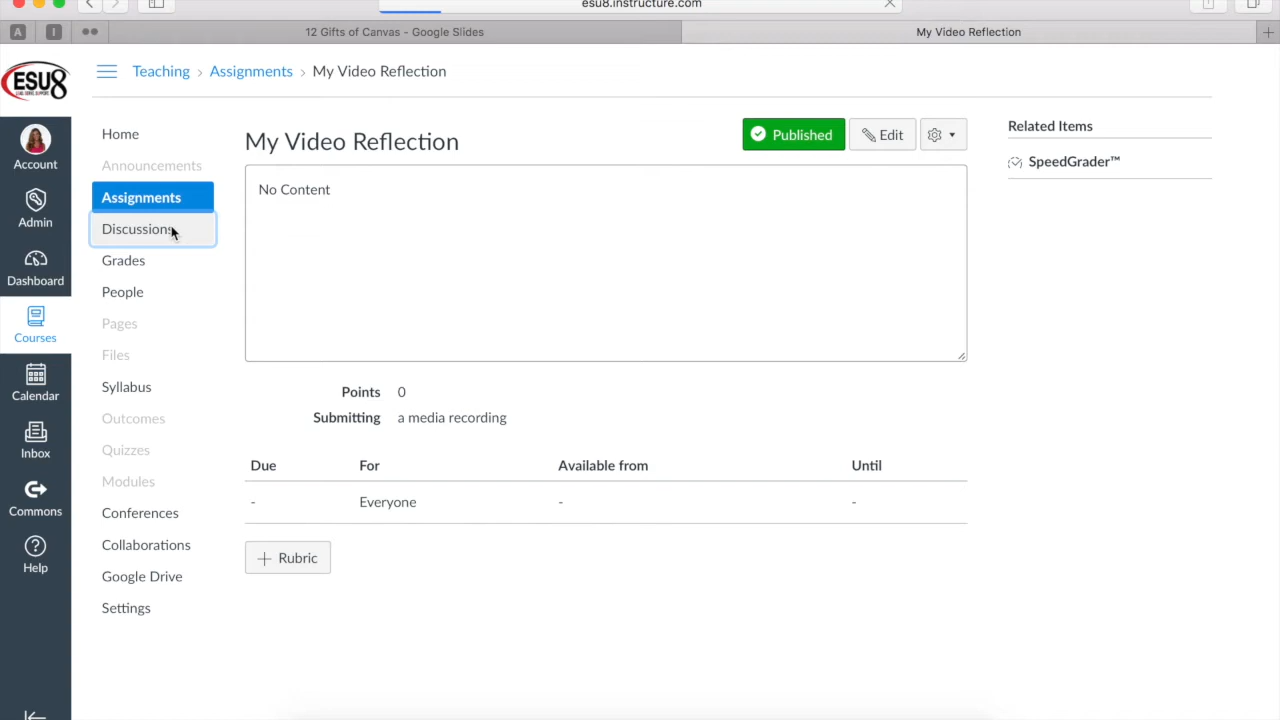 esu8.instructure.com
A
I
12 Gifts of Canvas - Google Slides
My Video Reflection
ESU8
Teaching › Assignments › My Video Reflection
Account
Admin
Dashboard
Courses
Calendar
Inbox
Commons
Help
Home
Announcements
Assignments
Discussions
Grades
People
Pages
Files
Syllabus
Outcomes
Quizzes
Modules
Conferences
Collaborations
Google Drive
Settings
My Video Reflection
Published
Edit
No Content
Points 0
Submitting a media recording
Due For Available from Until
- Everyone - -
+ Rubric
Related Items
SpeedGrader™